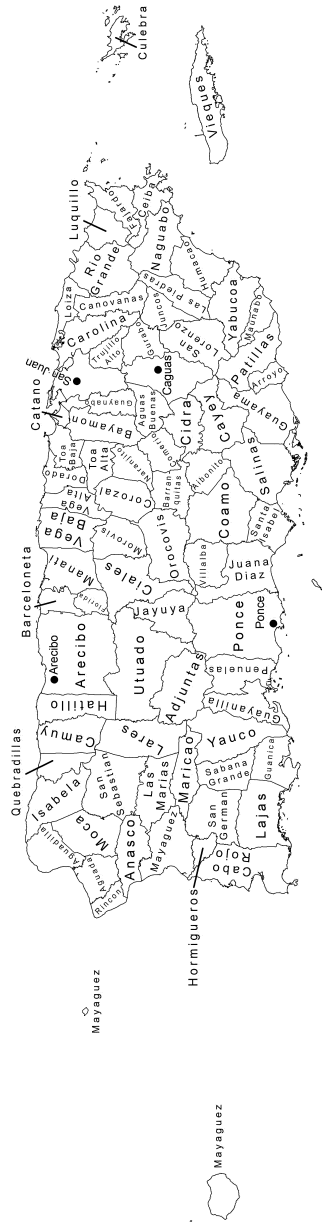 Culebra
Vieques
Luquillo
Fajardo
Ceiba
Rio
Grande
Naguabo
Humacao
Loiza
Canovanas
Las Piedras
Yabucoa
Maunabo
Carolina
Trujillo
Alto
Gurabo
Juncos
San
Lorenzo
Patillas
Catano
San Juan
Caguas
Arroyo
Guayama
Guaynabo
Bayamon
Aguas
Buenas
Cidra
Cayey
Toa
Baja
Toa
Alta
Naranjito
Comerio
Aibonito
Salinas
Dorado
Vega
Alta
Corozal
Barran-
quitas
Coamo
Santa
Isabel
Vega
Baja
Morovis
Orocovis
Villalba
Juana
Diaz
Barceloneta
Manati
Florida
Ciales
Jaynya
Ponce
Ponce
Arecibo
Arecibo
Utuado
Adjuntas
Penuelas
Guayanilla
Hatillo
Camuy
Lares
Yauco
Quebradillas
Isabela
San
Sebastian
Las
Marias
Maricao
Sabana
Grande
Guanica
Moca
Aguadilla
Aguada
Rincon
Anasco
Mayaguez
San
German
Lajas
Cabo
Rojo
Hormigueros
Mayaguez
Mayaguez